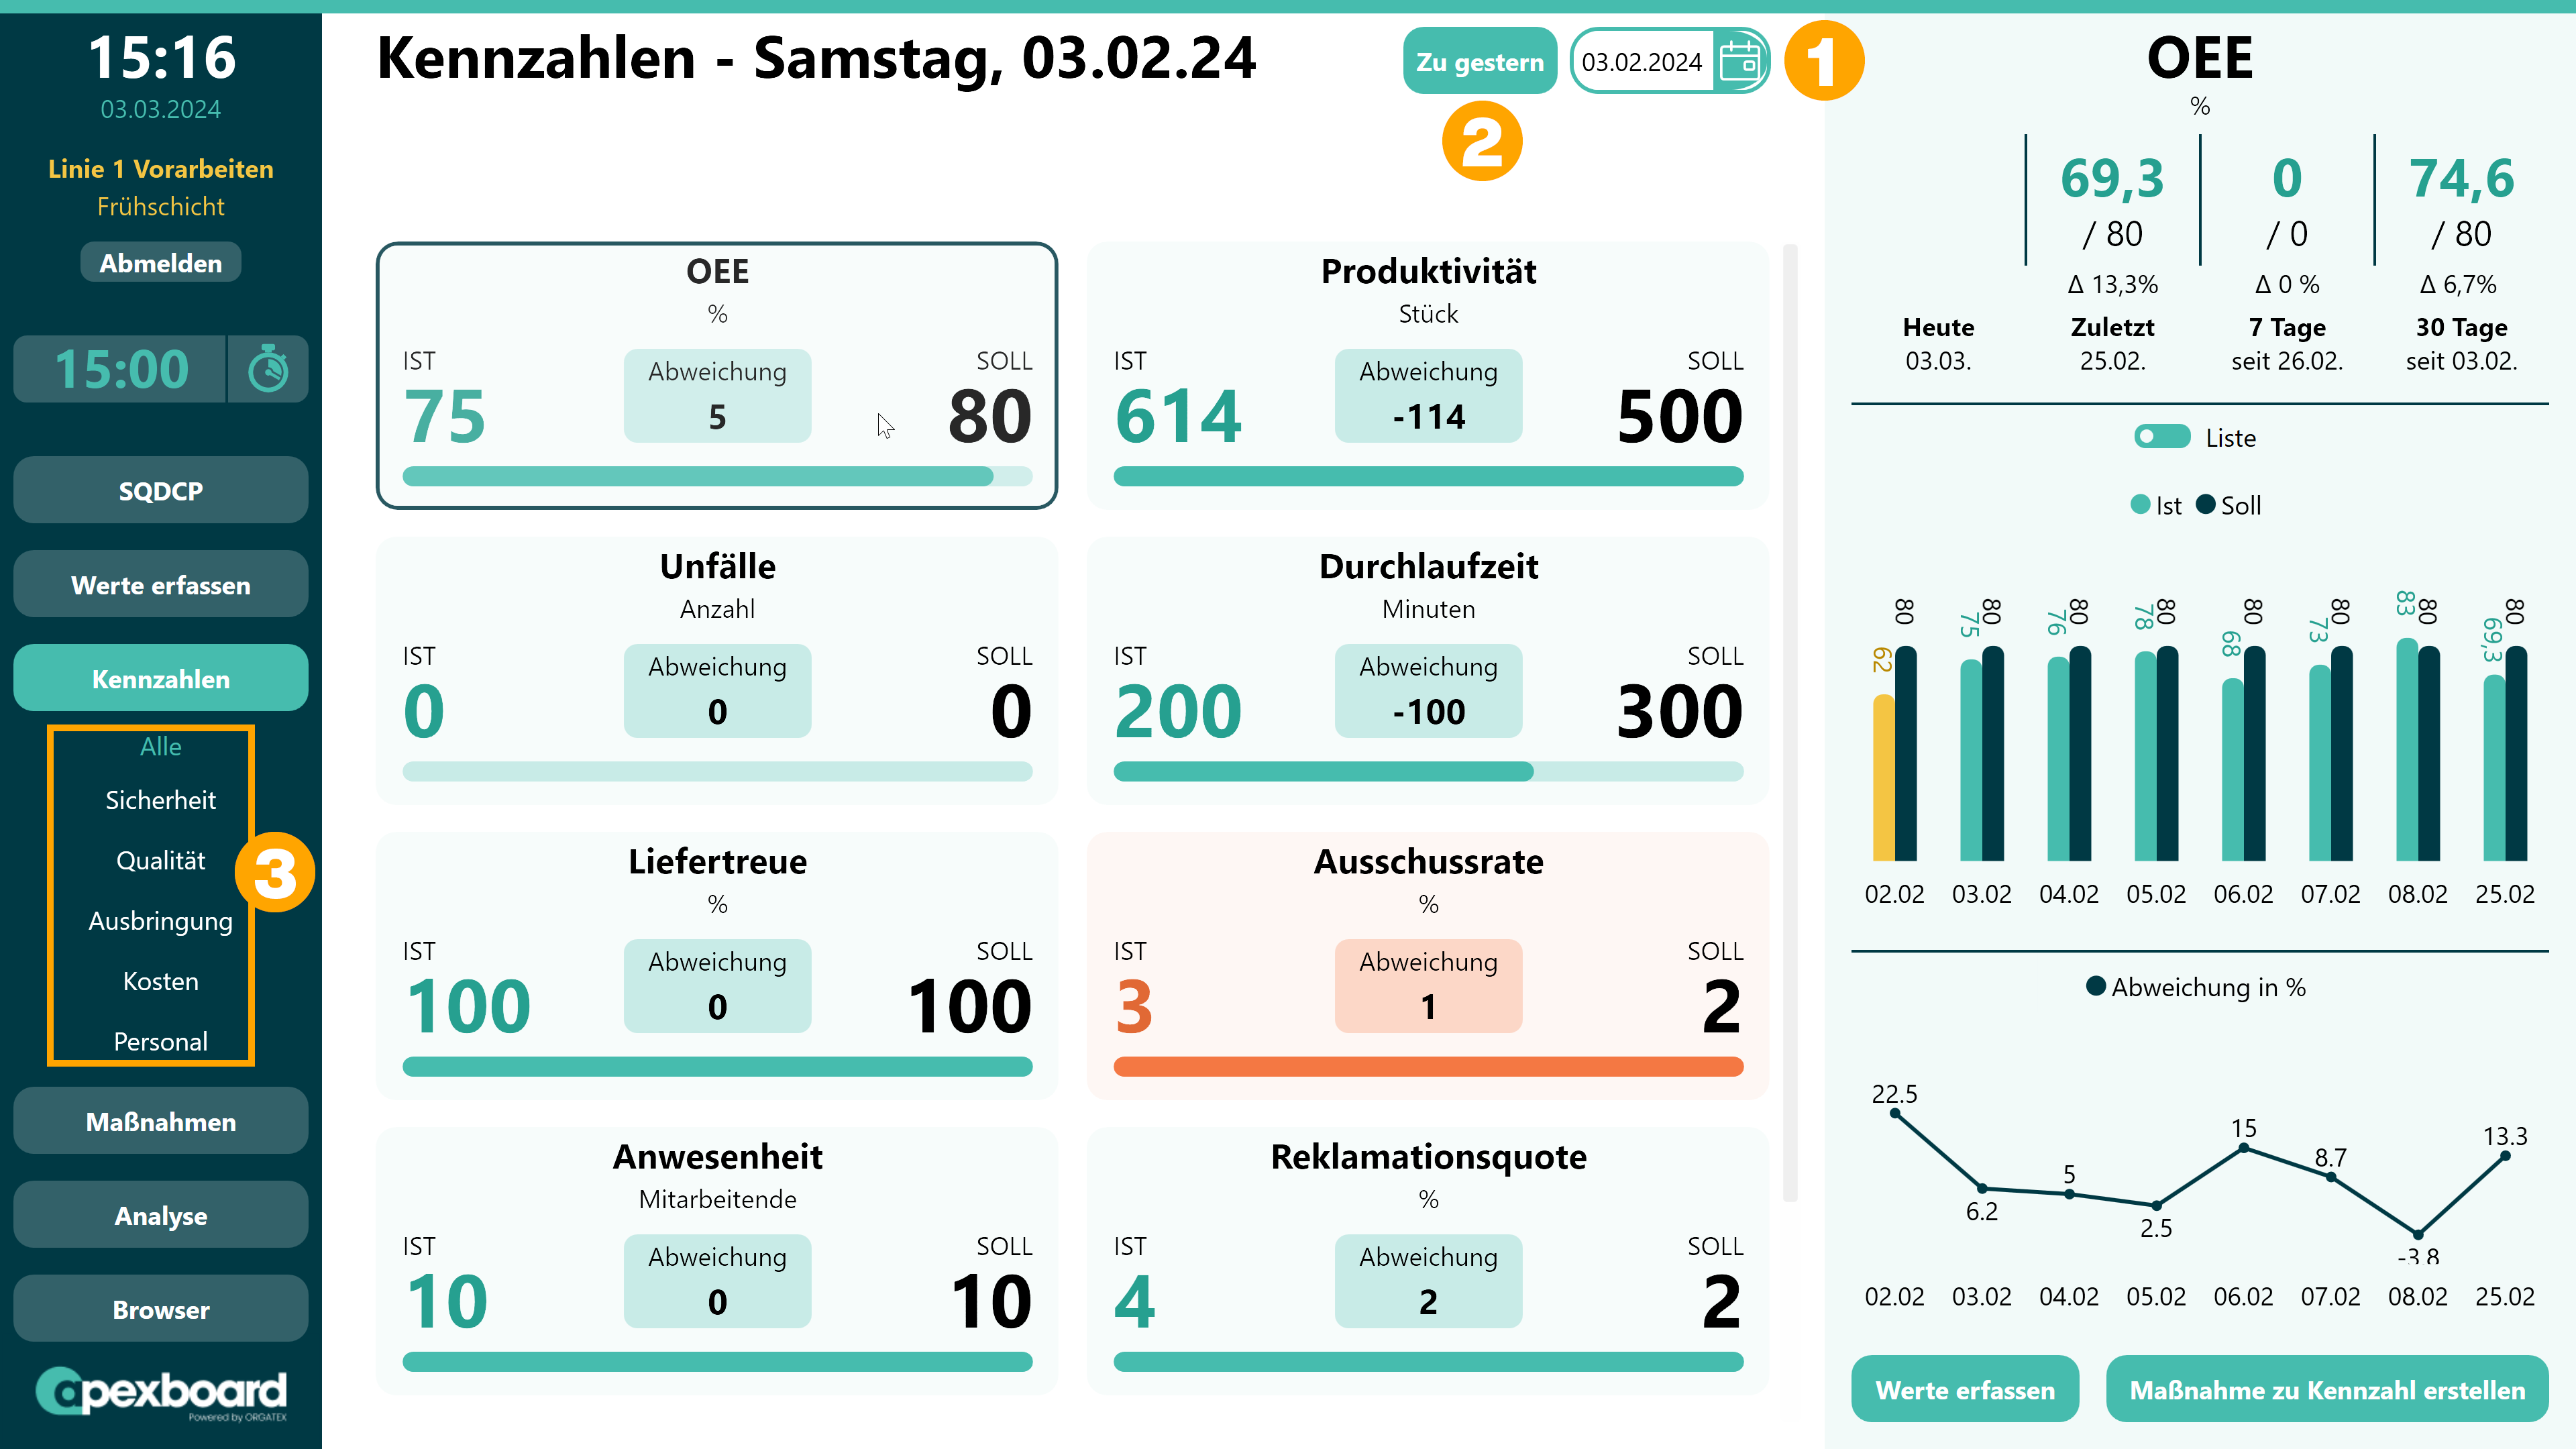 15:16
03.03.2024
Linie 1 Vorarbeiten
Frühschicht
Abmelden
15:00
SQDCP
Werte erfassen
Kennzahlen
Alle
Sicherheit
Qualität
Ausbringung
Kosten
Personal
3
Maßnahmen
Analyse
Browser
apexboard
Powered by ORGATEX
Kennzahlen - Samstag, 03.02.24
Zu gestern
03.02.2024
1
2
OEE
%
IST
Abweichung
SOLL
75
5
80
Produktivität
Stück
IST
Abweichung
SOLL
614
-114
500
Unfälle
Anzahl
IST
Abweichung
SOLL
0
0
0
Durchlaufzeit
Minuten
IST
Abweichung
SOLL
200
-100
300
Liefertreue
%
IST
Abweichung
SOLL
100
0
100
Ausschussrate
%
IST
Abweichung
SOLL
3
1
2
Anwesenheit
Mitarbeitende
IST
Abweichung
SOLL
10
0
10
Reklamationsquote
%
IST
Abweichung
SOLL
4
2
2
OEE
%
69,3 0 74,6
/ 80 / 0 / 80
Δ 13,3% Δ 0 % Δ 6,7%
Heute Zuletzt 7 Tage 30 Tage
03.03. 25.02. seit 26.02. seit 03.02.
Liste
Ist Soll
62 80 75 80 76 80 78 80 68 80 73 80 83 80 69,3 80
02.02 03.02 04.02 05.02 06.02 07.02 08.02 25.02
Abweichung in %
22.5 6.2 5 2.5 15 8.7 -3.8 13.3
02.02 03.02 04.02 05.02 06.02 07.02 08.02 25.02
Werte erfassen
Maßnahme zu Kennzahl erstellen